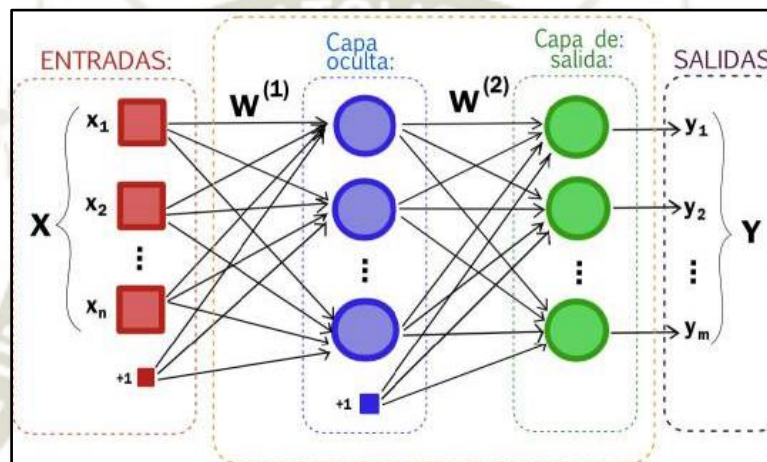 ENTRADAS:
Capa
oculta:
Capa de:
salida:
SALIDAS
W(1)
W(2)
x1
x2
xn
+1
X
+1
y1
y2
ym
Y